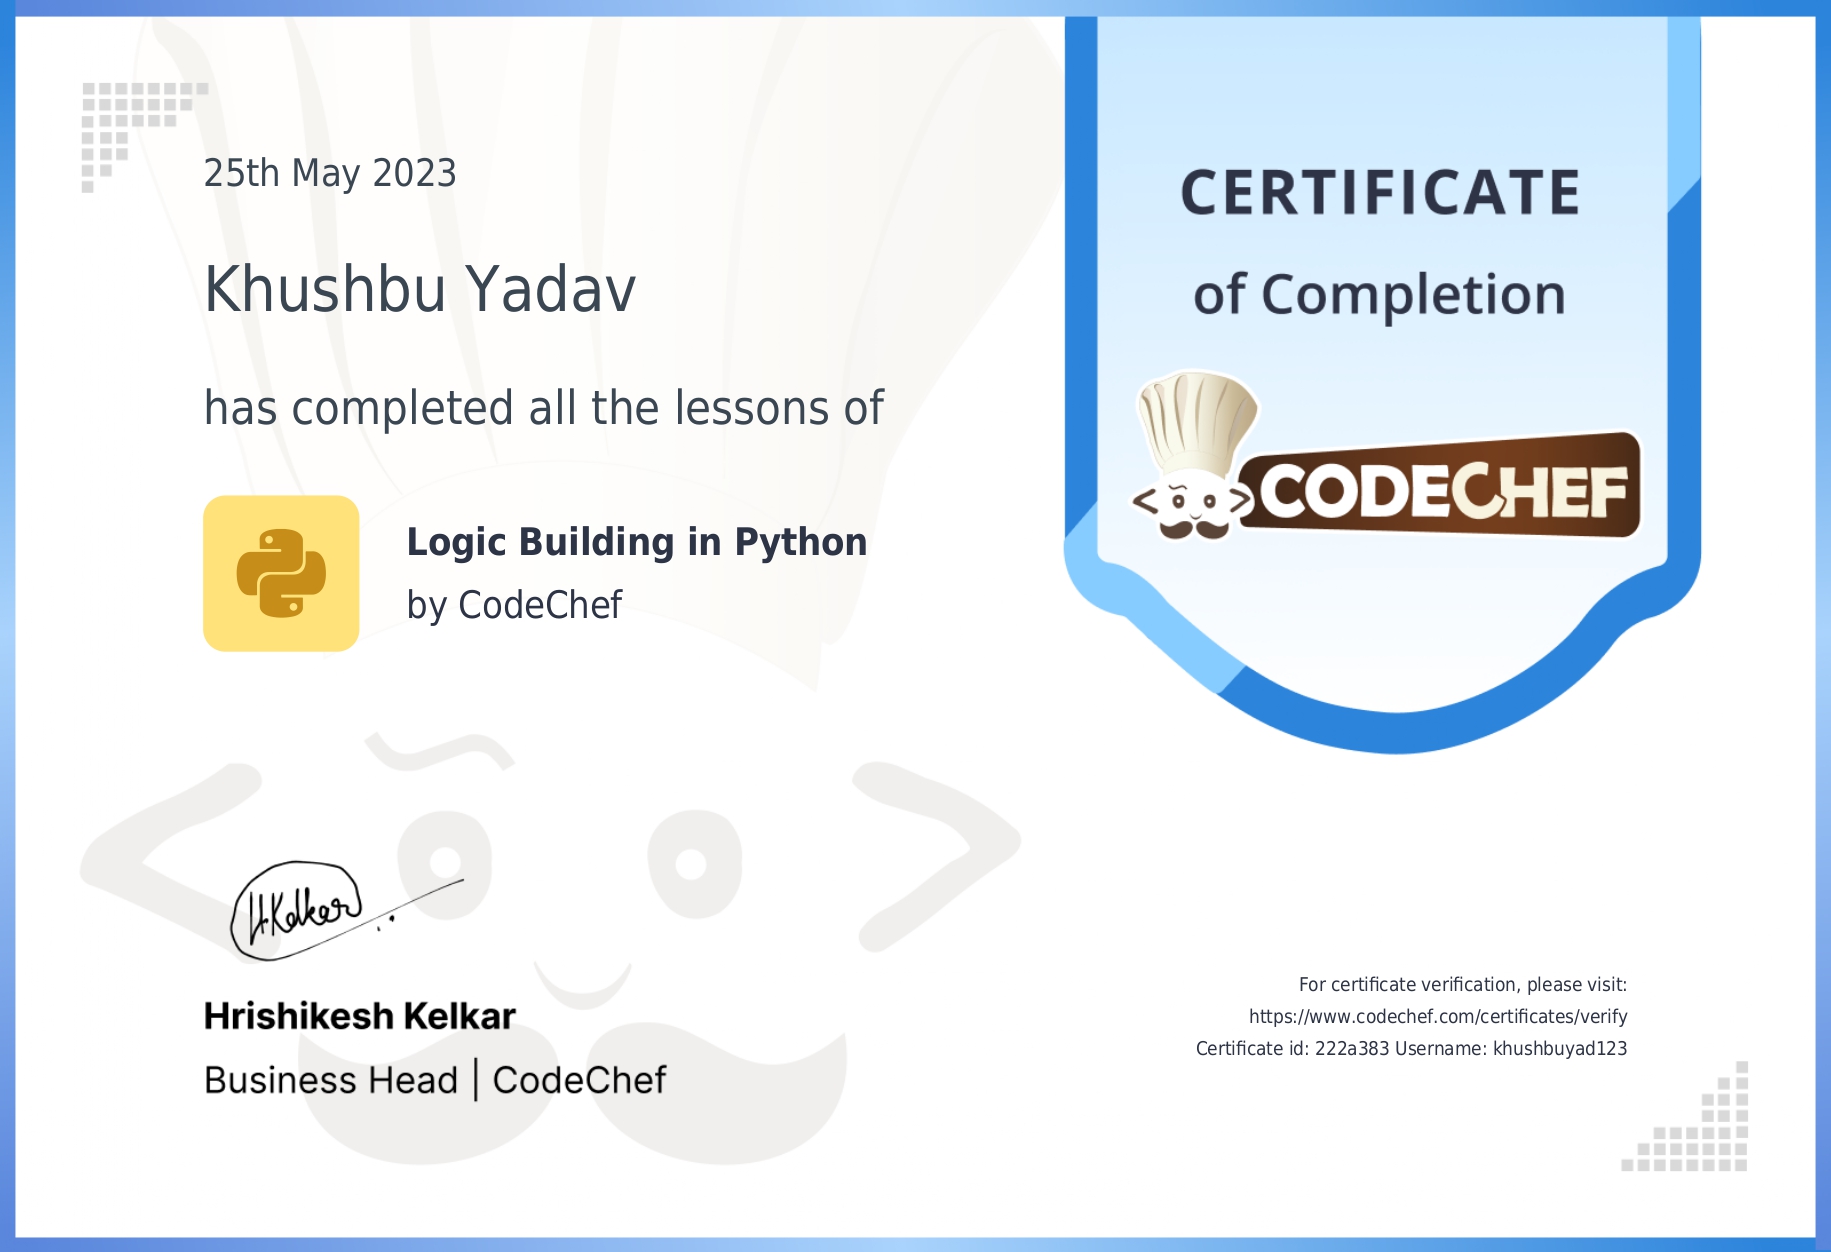 25th May 2023
Khushbu Yadav
has completed all the lessons of
Logic Building in Python
by CodeChef
H.Kelkar
Hrishikesh Kelkar
Business Head | CodeChef
CERTIFICATE
of Completion
CODECHEF
For certificate verification, please visit:
https://www.codechef.com/certificates/verify
Certificate id: 222a383 Username: khushbuyad123